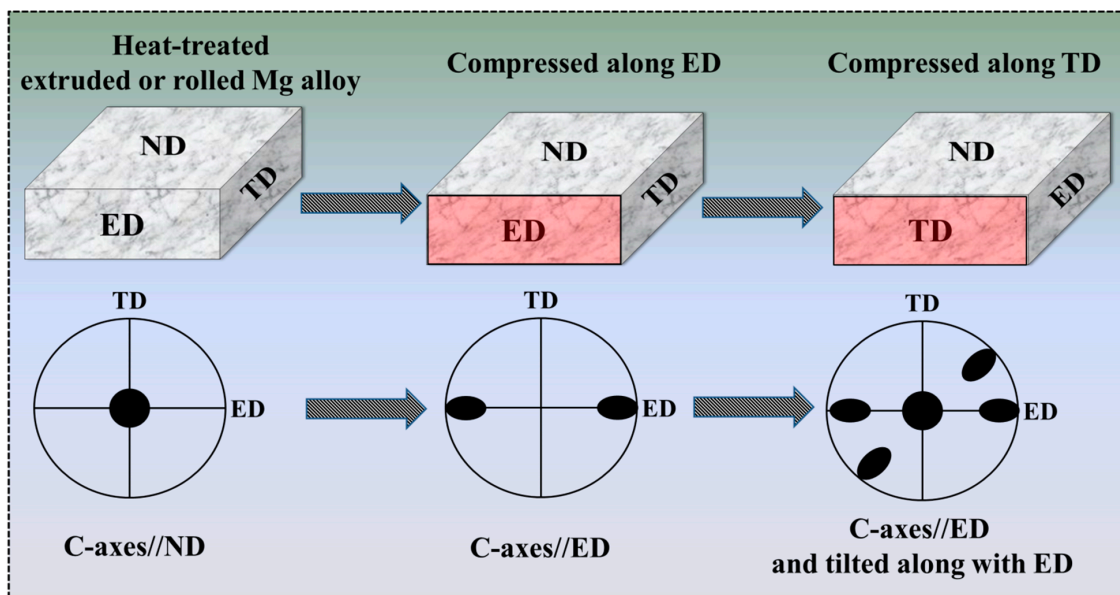 Heat-treated
extruded or rolled Mg alloy
Compressed along ED
Compressed along TD
ND
TD
ED
ND
TD
ED
ND
ED
TD
TD
ED
ED
TD
ED
C-axes//ND
C-axes//ED
C-axes//ED
and tilted along with ED